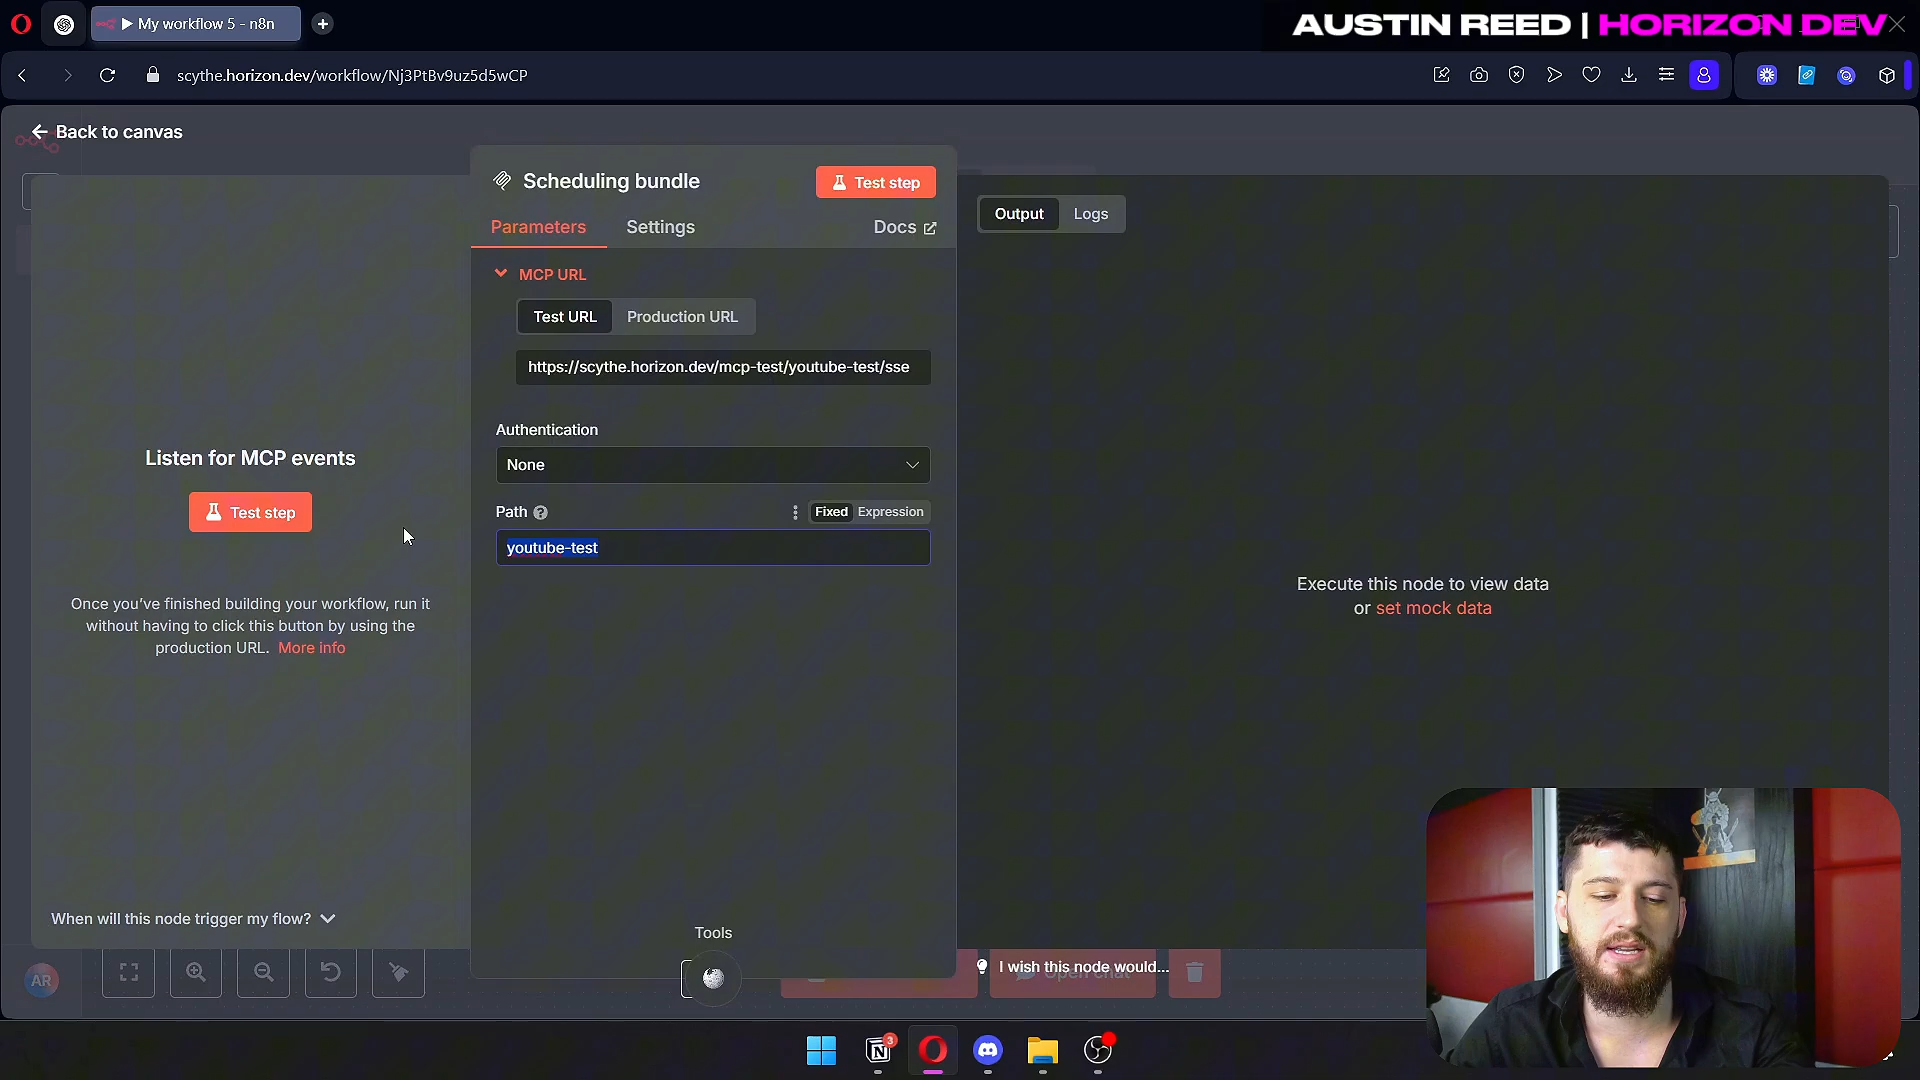 My workflow 5 - n8n
AUSTIN REED | HORIZON DEV
scythe.horizon.dev/workflow/Nj3PtBv9uz5d5wCP
Back to canvas
Scheduling bundle
Test step
Parameters
Settings
Docs
Output
Logs
MCP URL
Test URL
Production URL
https://scythe.horizon.dev/mcp-test/youtube-test/sse
Authentication
None
Path
Fixed
Expression
youtube-test
Listen for MCP events
Test step
Once you've finished building your workflow, run it
without having to click this button by using the
production URL. More info
Execute this node to view data
or set mock data
When will this node trigger my flow?
Tools
I wish this node would...
Open chat
AR
3